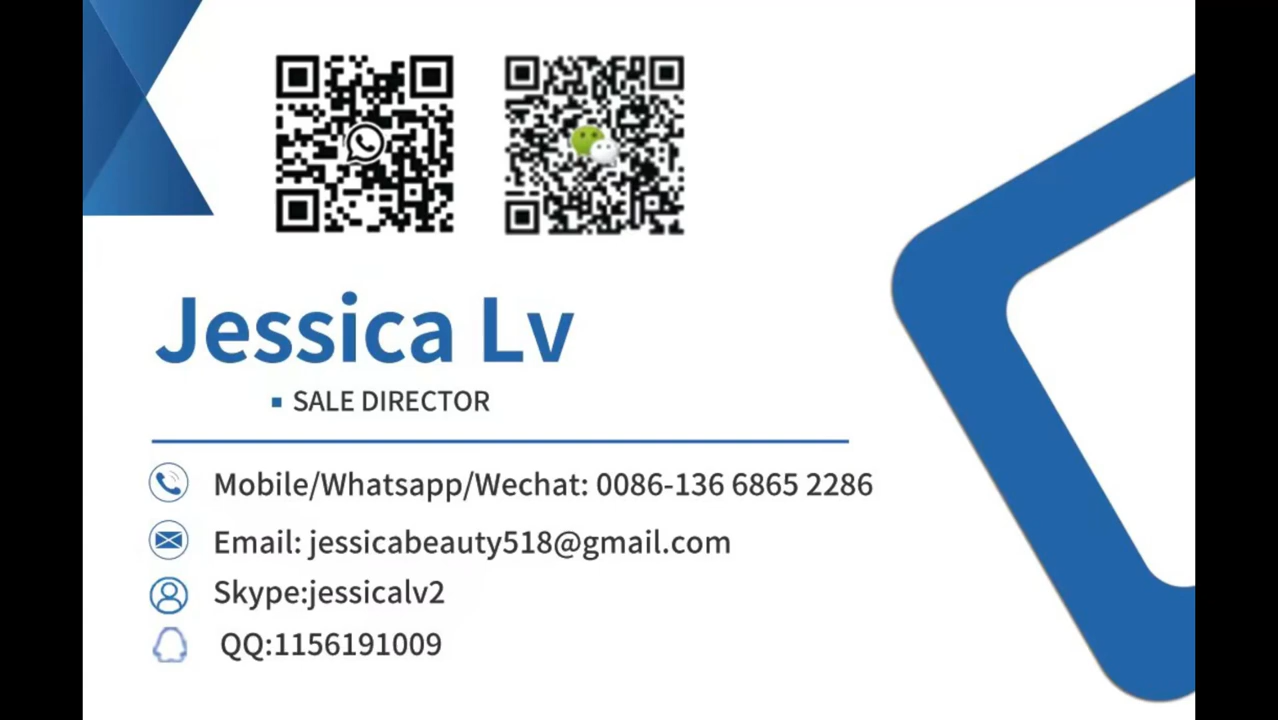 Jessica Lv
SALE DIRECTOR
Mobile/Whatsapp/Wechat: 0086-136 6865 2286
Email: jessicabeauty518@gmail.com
Skype:jessicalv2
QQ:1156191009